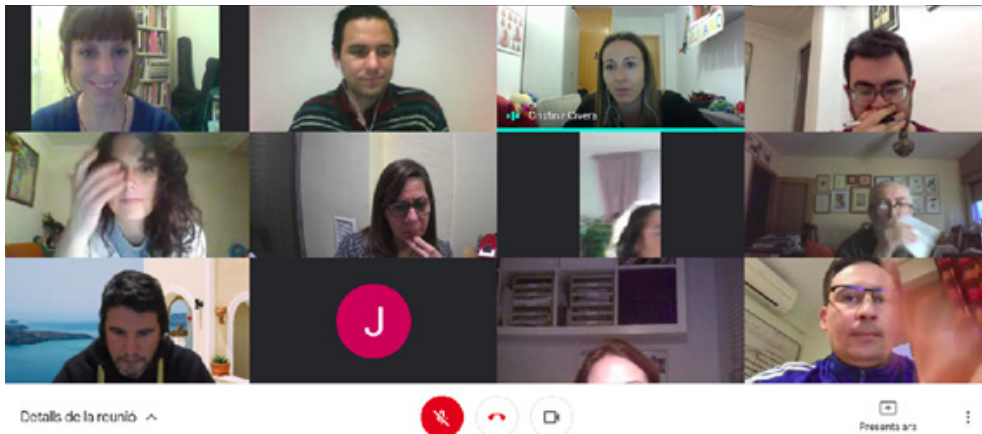 Cristina Civera
J
Detalls de la reunió
Presenta ara